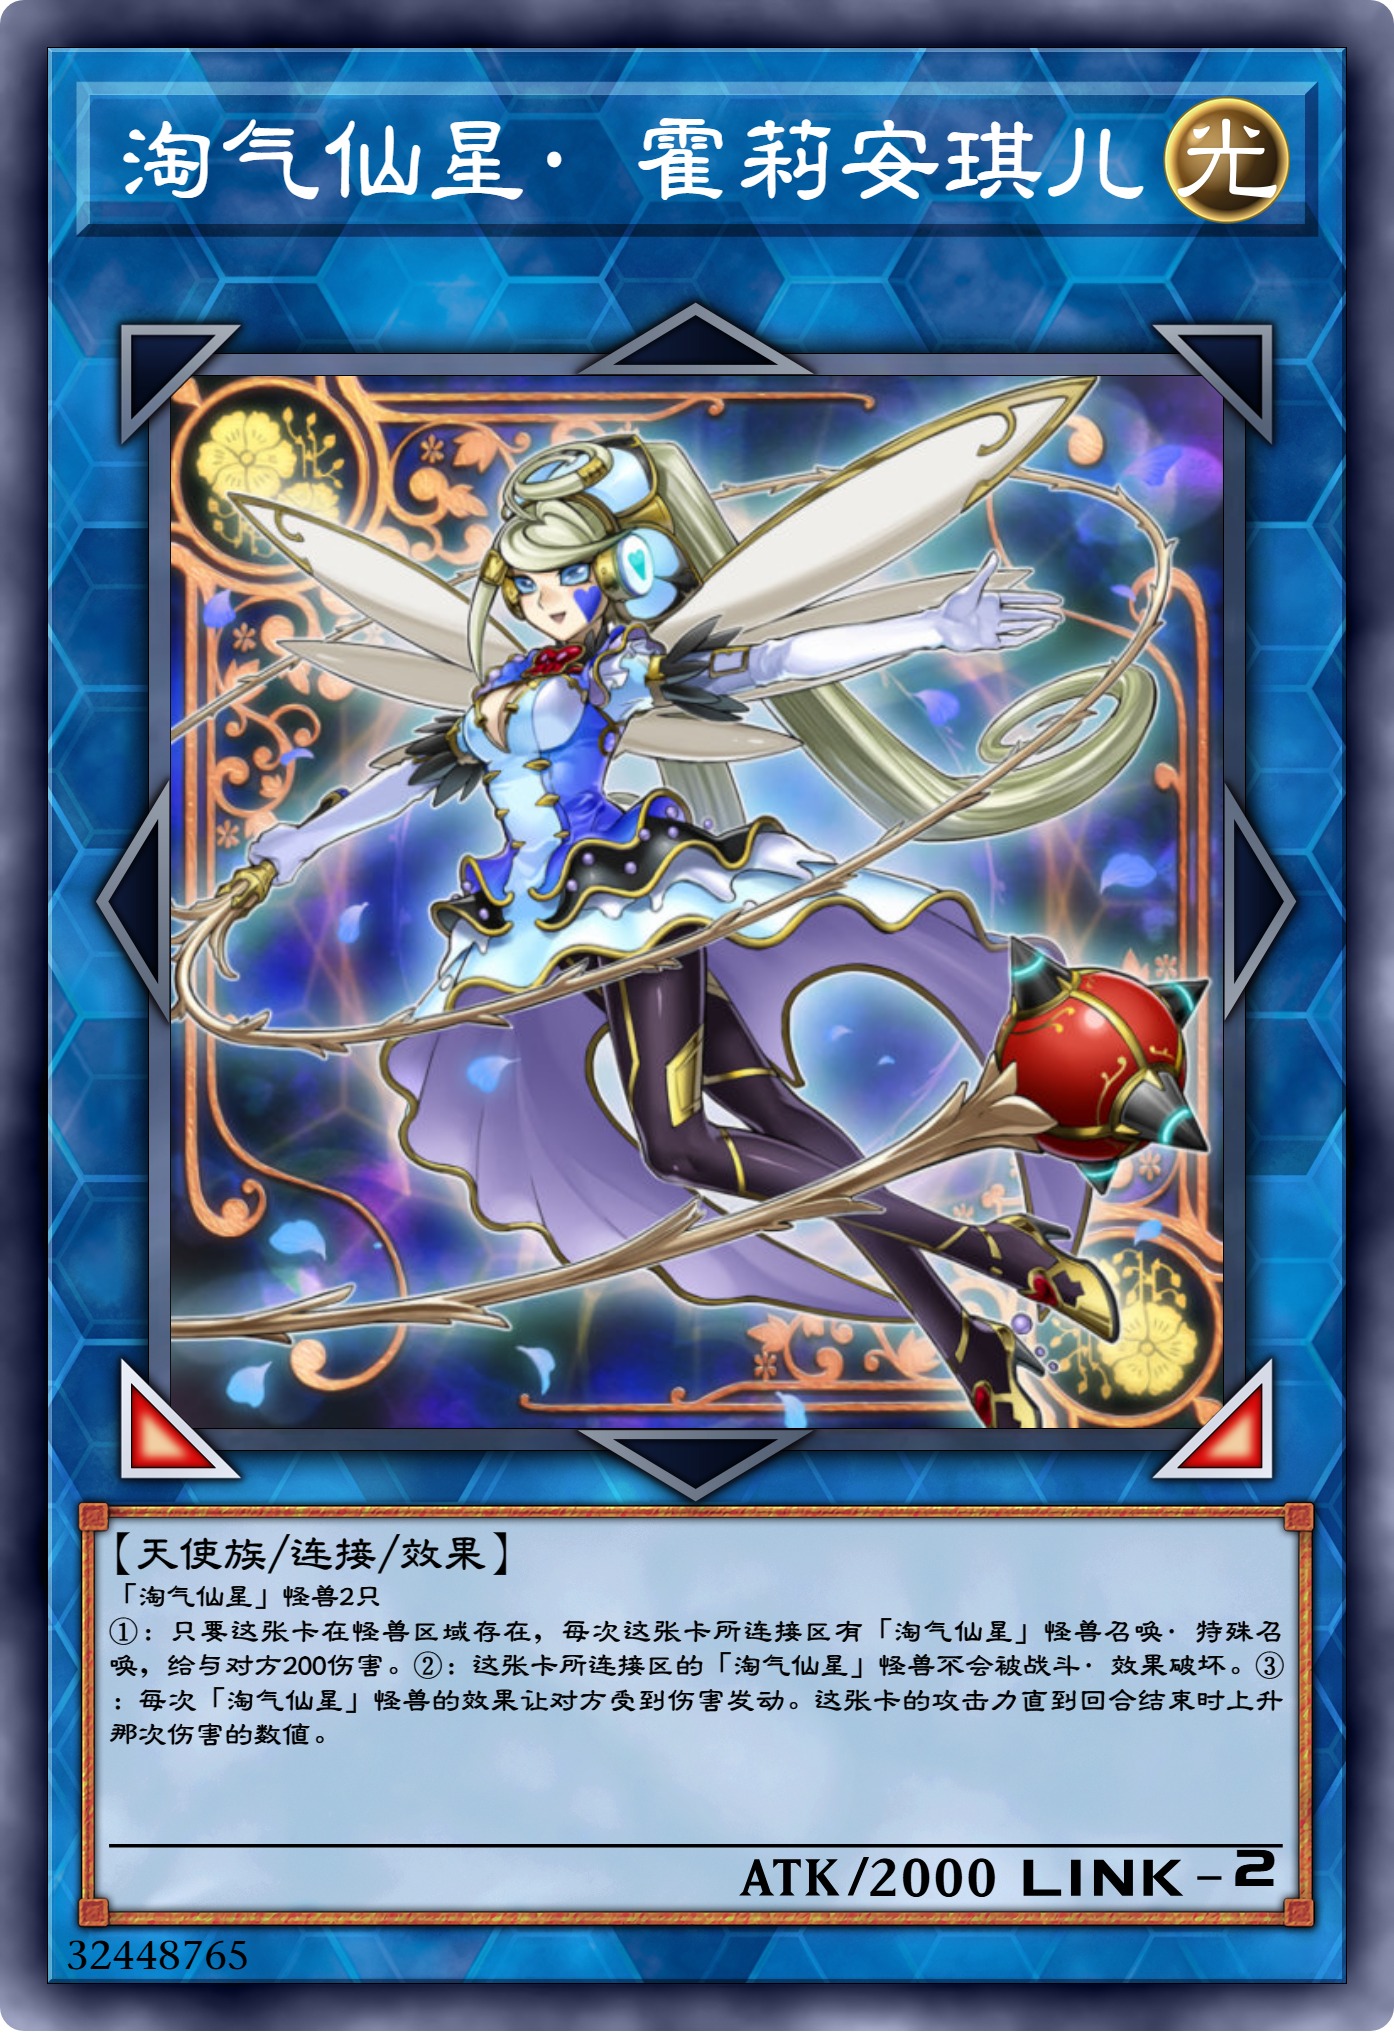 淘气仙星·霍莉安琪儿 光
【天使族/连接/效果】
「淘气仙星」怪兽2只
①：只要这张卡在怪兽区域存在，每次这张卡所连接区有「淘气仙星」怪兽召唤·特殊召
唤，给与对方200伤害。②：这张卡所连接区的「淘气仙星」怪兽不会被战斗·效果破坏。③
：每次「淘气仙星」怪兽的效果让对方受到伤害发动。这张卡的攻击力直到回合结束时上升
那次伤害的数值。
ATK/2000 LINK-2
32448765